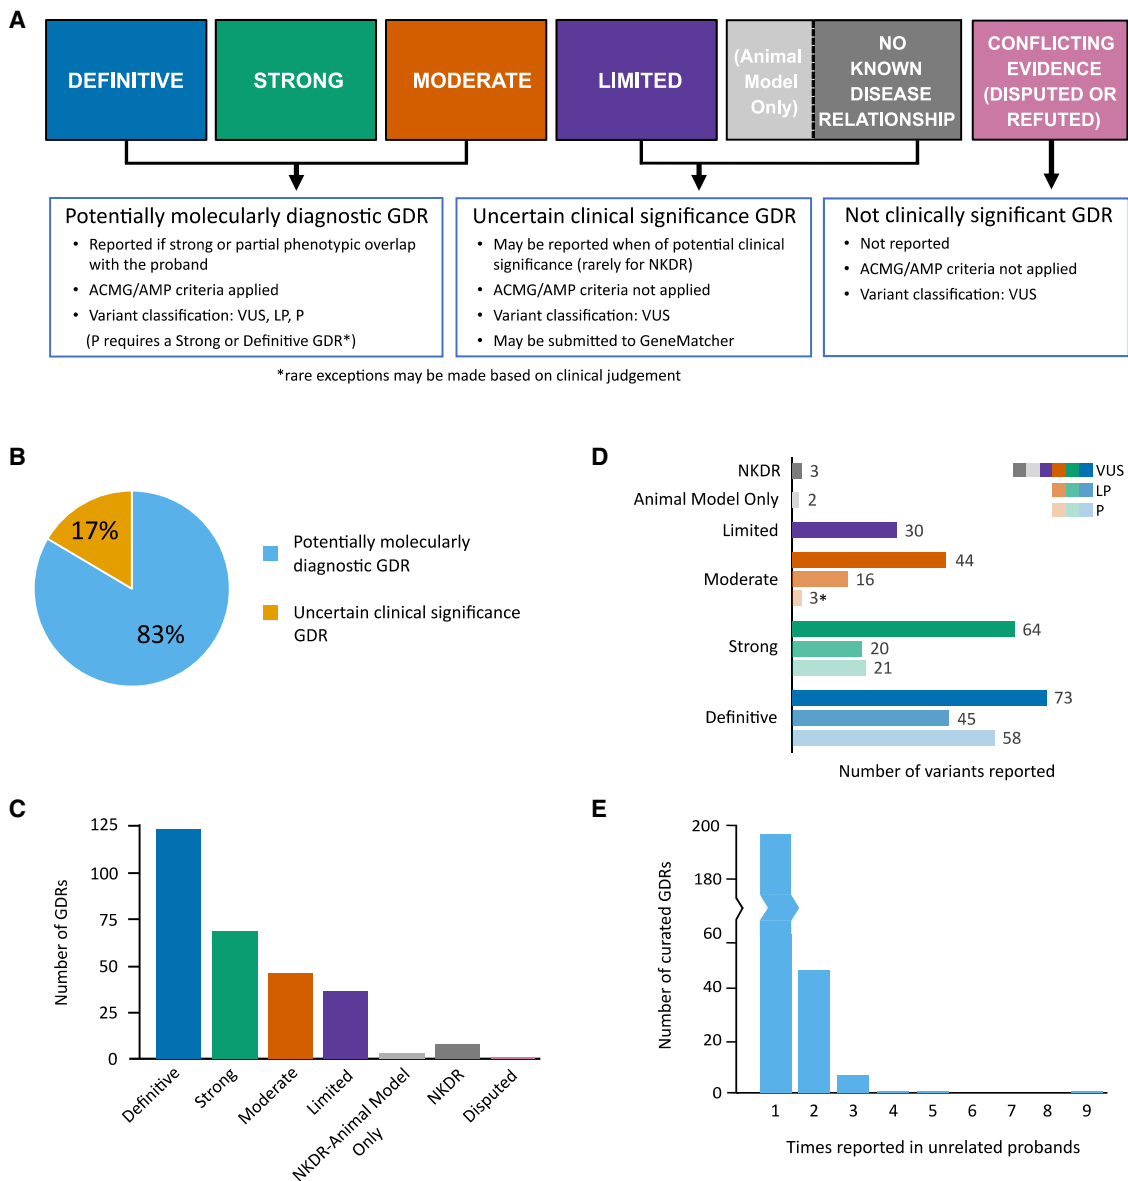 A
DEFINITIVE
STRONG
MODERATE
LIMITED
(Animal
Model
Only)
NO
KNOWN
DISEASE
RELATIONSHIP
CONFLICTING
EVIDENCE
(DISPUTED OR
REFUTED)
Potentially molecularly diagnostic GDR
• Reported if strong or partial phenotypic overlap
with the proband
• ACMG/AMP criteria applied
• Variant classification: VUS, LP, P
(P requires a Strong or Definitive GDR*)
Uncertain clinical significance GDR
• May be reported when of potential clinical
significance (rarely for NKDR)
• ACMG/AMP criteria not applied
• Variant classification: VUS
• May be submitted to GeneMatcher
Not clinically significant GDR
• Not reported
• ACMG/AMP criteria not applied
• Variant classification: VUS
*rare exceptions may be made based on clinical judgement
B
17%
83%
Potentially molecularly
diagnostic GDR
Uncertain clinical significance
GDR
D
NKDR 3
Animal Model Only 2
Limited 30
44
Moderate 16
3*
64
Strong 20
21
73
Definitive 45
58
VUS
LP
P
Number of variants reported
C
Number of GDRs
125
100
75
50
25
0
Definitive
Strong
Moderate
Limited
NKDR-Animal Model
Only
NKDR
Disputed
E
Number of curated GDRs
200
180
60
40
20
0
1 2 3 4 5 6 7 8 9
Times reported in unrelated probands